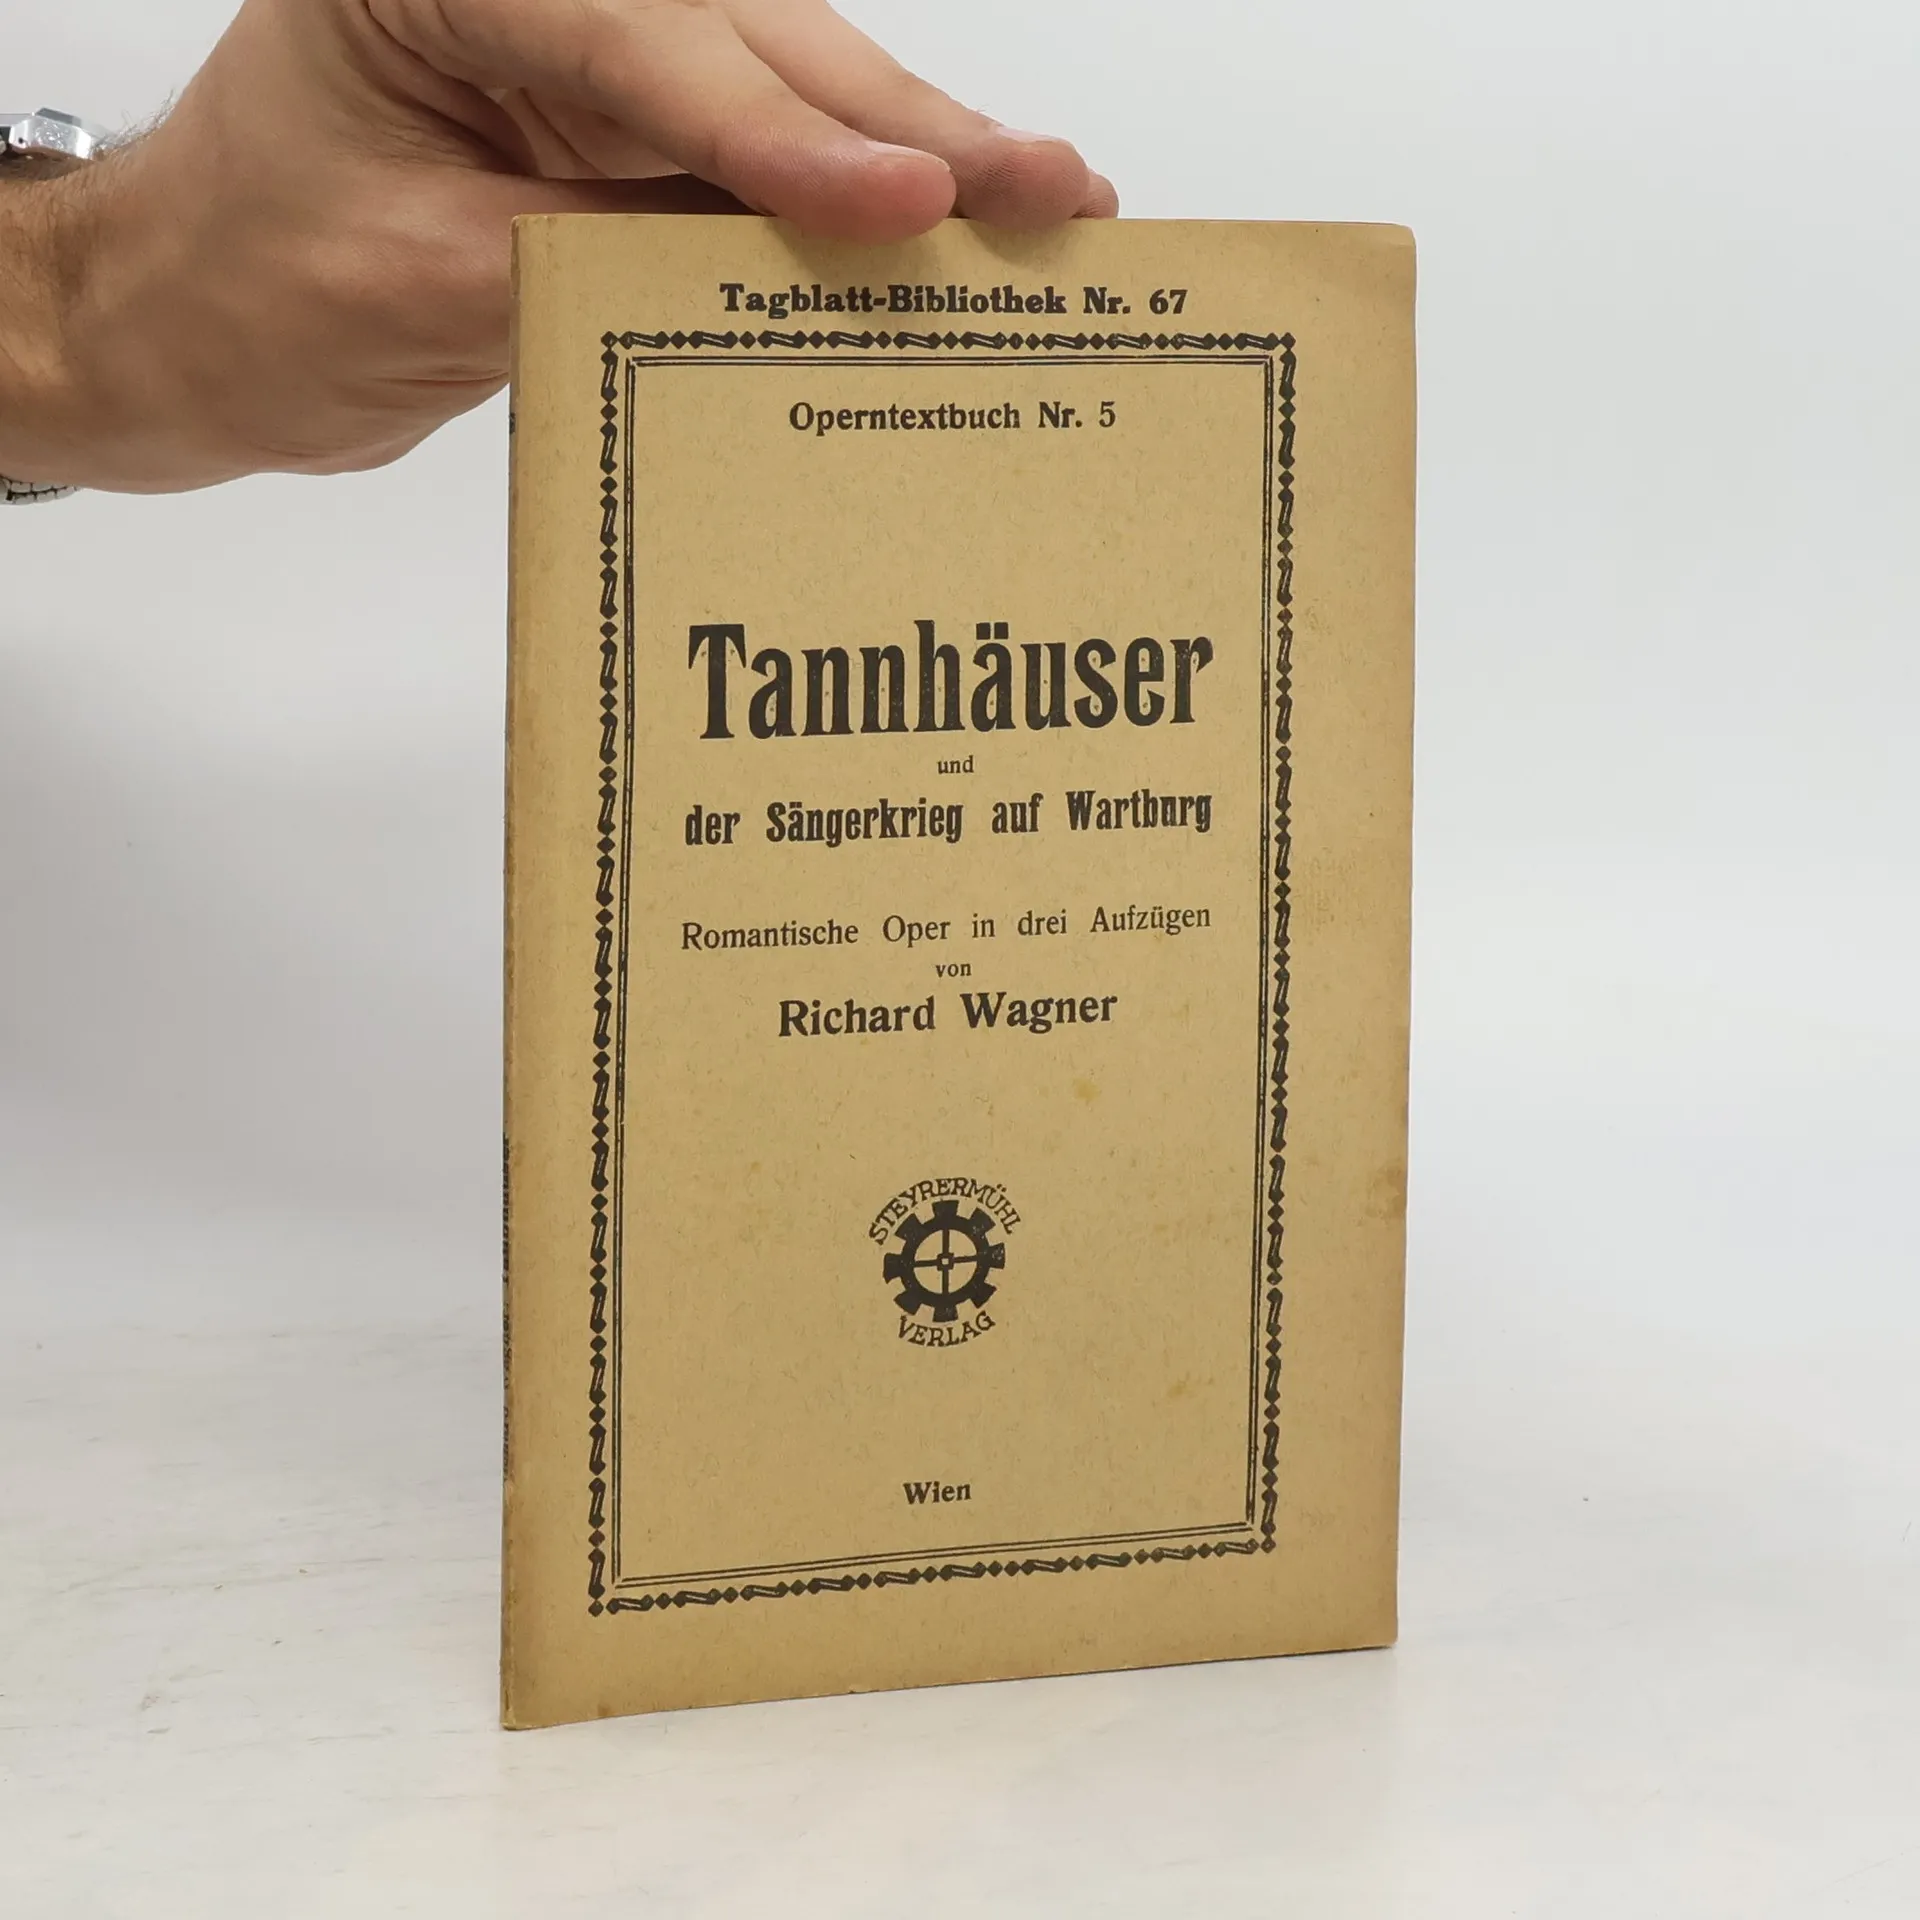 Tagblatt-Bibliothek Nr. 67
Operntextbuch Nr. 5
Tannhäuser
und
der Sängerkrieg auf Wartburg
Romantische Oper in drei Aufzügen
von
Richard Wagner
STEYRERMÜHL
VERLAG
Wien